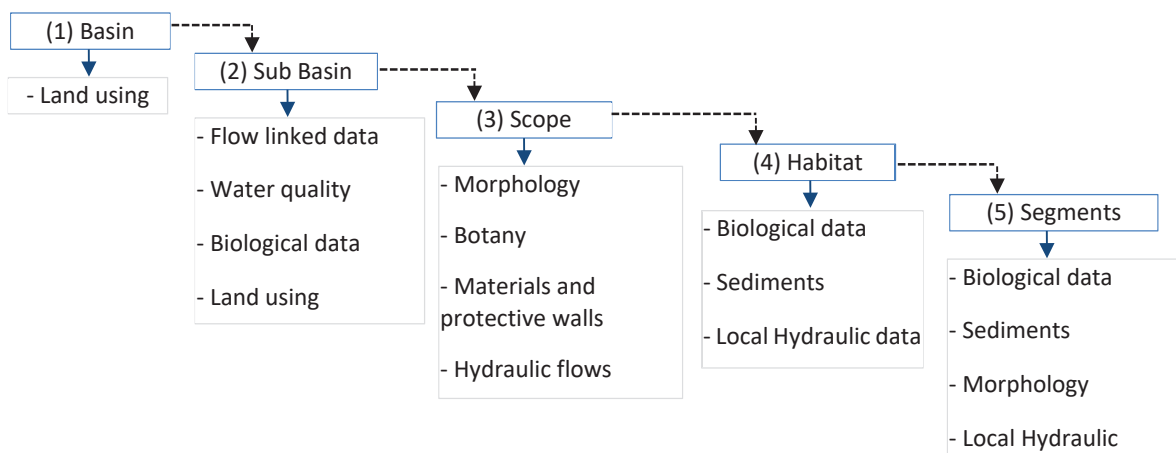 (1) Basin
- Land using
(2) Sub Basin
- Flow linked data
- Water quality
- Biological data
- Land using
(3) Scope
- Morphology
- Botany
- Materials and
protective walls
- Hydraulic flows
(4) Habitat
- Biological data
- Sediments
- Local Hydraulic data
(5) Segments
- Biological data
- Sediments
- Morphology
- Local Hydraulic